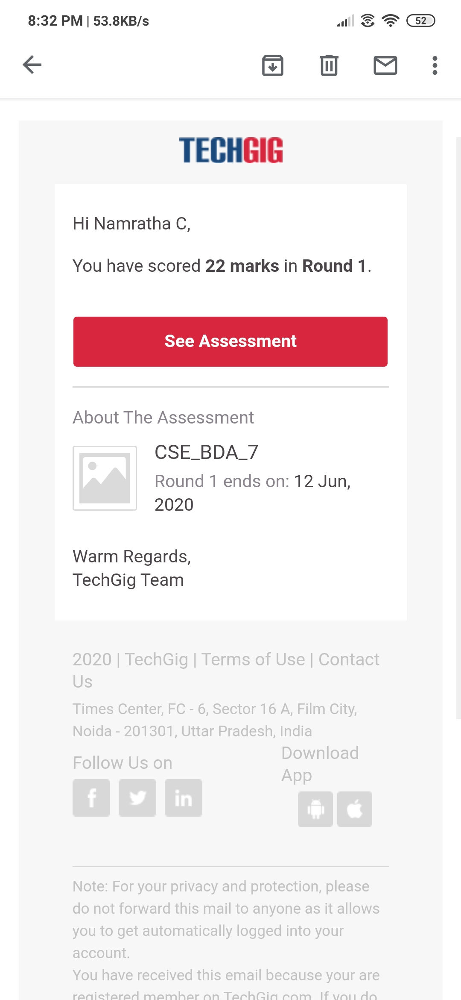 8:32 PM | 53.8KB/s
52
TECHGIG
Hi Namratha C,
You have scored 22 marks in Round 1.
See Assessment
About The Assessment
CSE_BDA_7
Round 1 ends on: 12 Jun,
2020
Warm Regards,
TechGig Team
2020 | TechGig | Terms of Use | Contact
Us
Times Center, FC - 6, Sector 16 A, Film City,
Noida - 201301, Uttar Pradesh, India
Follow Us on
f
in
Download
App
Note: For your privacy and protection, please
do not forward this mail to anyone as it allows
you to get automatically logged into your
account.
You have received this email because your are
registered member on TechGig.com. If you do